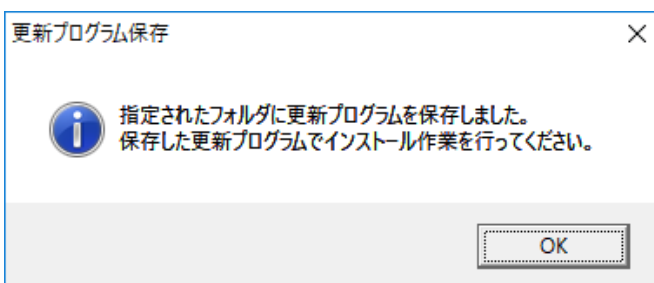 更新プログラム保存
指定されたフォルダに更新プログラムを保存しました。
保存した更新プログラムでインストール作業を行ってください。
OK